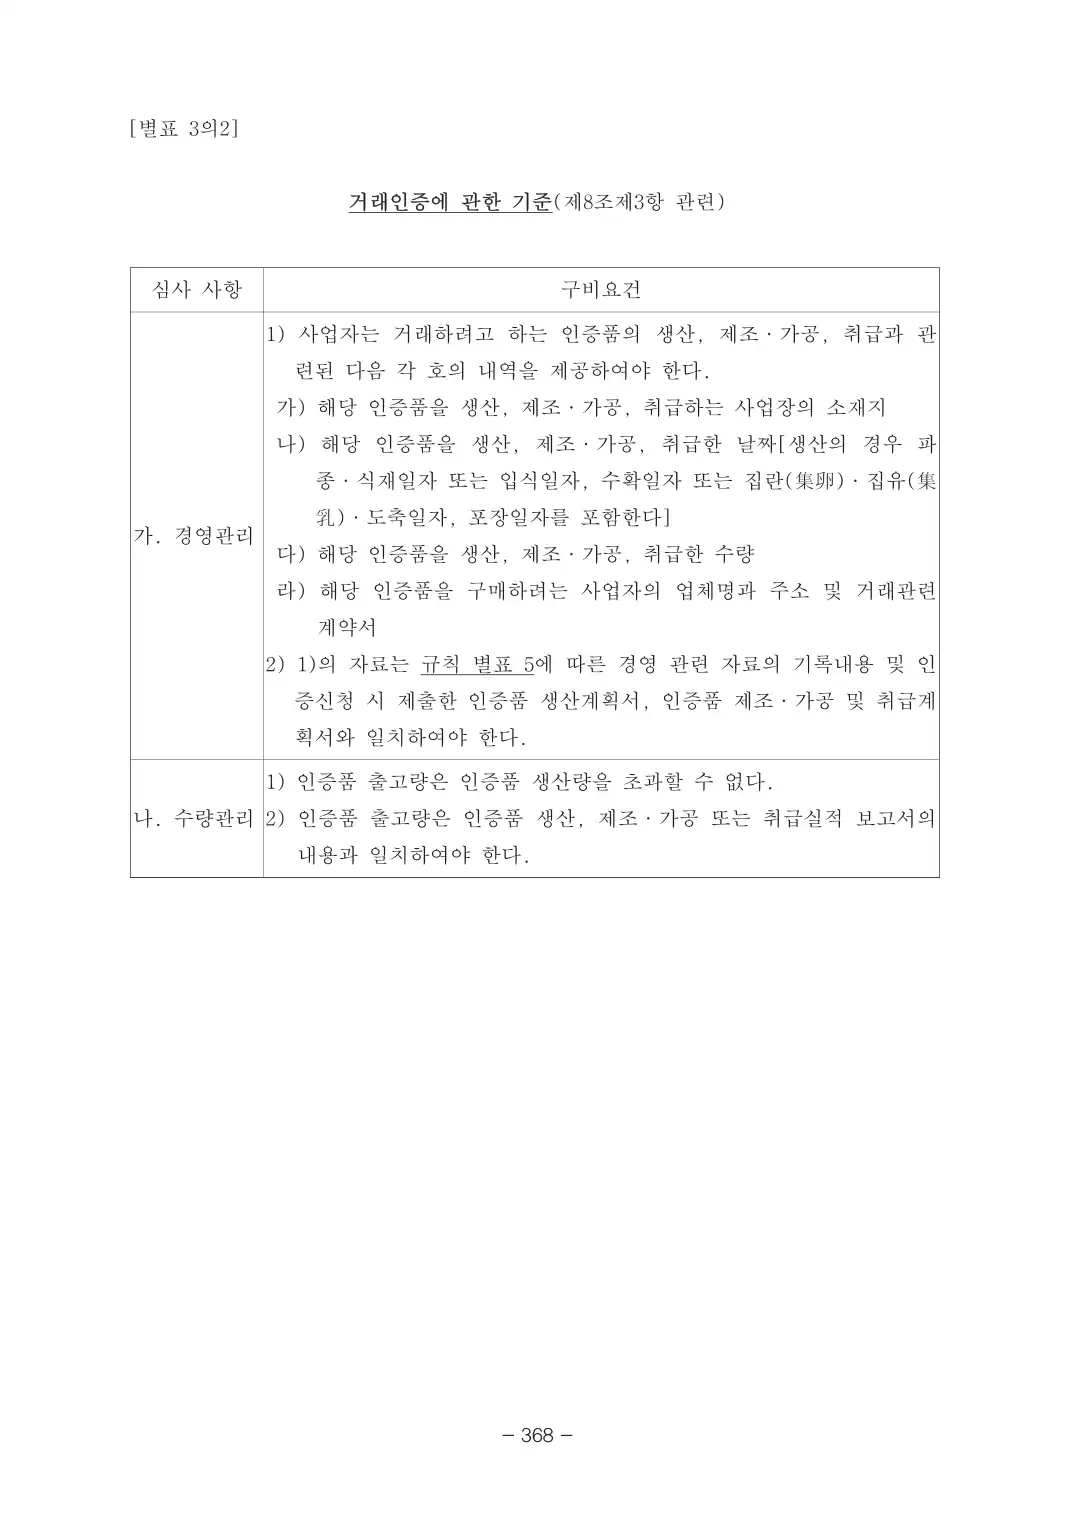 [별표 3의2]
거래인증에 관한 기준(제8조제3항 관련)
심사 사항
구비요건
가. 경영관리
1) 사업자는 거래하려고 하는 인증품의 생산, 제조·가공, 취급과 관
련된 다음 각 호의 내역을 제공하여야 한다.
가) 해당 인증품을 생산, 제조·가공, 취급하는 사업장의 소재지
나) 해당 인증품을 생산, 제조·가공, 취급한 날짜[생산의 경우 파
종·식재일자 또는 입식일자, 수확일자 또는 집란(集卵)·집유(集
乳)·도축일자, 포장일자를 포함한다]
다) 해당 인증품을 생산, 제조·가공, 취급한 수량
라) 해당 인증품을 구매하려는 사업자의 업체명과 주소 및 거래관련
계약서
2) 1)의 자료는 규칙 별표 5에 따른 경영 관련 자료의 기록내용 및 인
증신청 시 제출한 인증품 생산계획서, 인증품 제조·가공 및 취급계
획서와 일치하여야 한다.
나. 수량관리
1) 인증품 출고량은 인증품 생산량을 초과할 수 없다.
2) 인증품 출고량은 인증품 생산, 제조·가공 또는 취급실적 보고서의
내용과 일치하여야 한다.
- 368 -